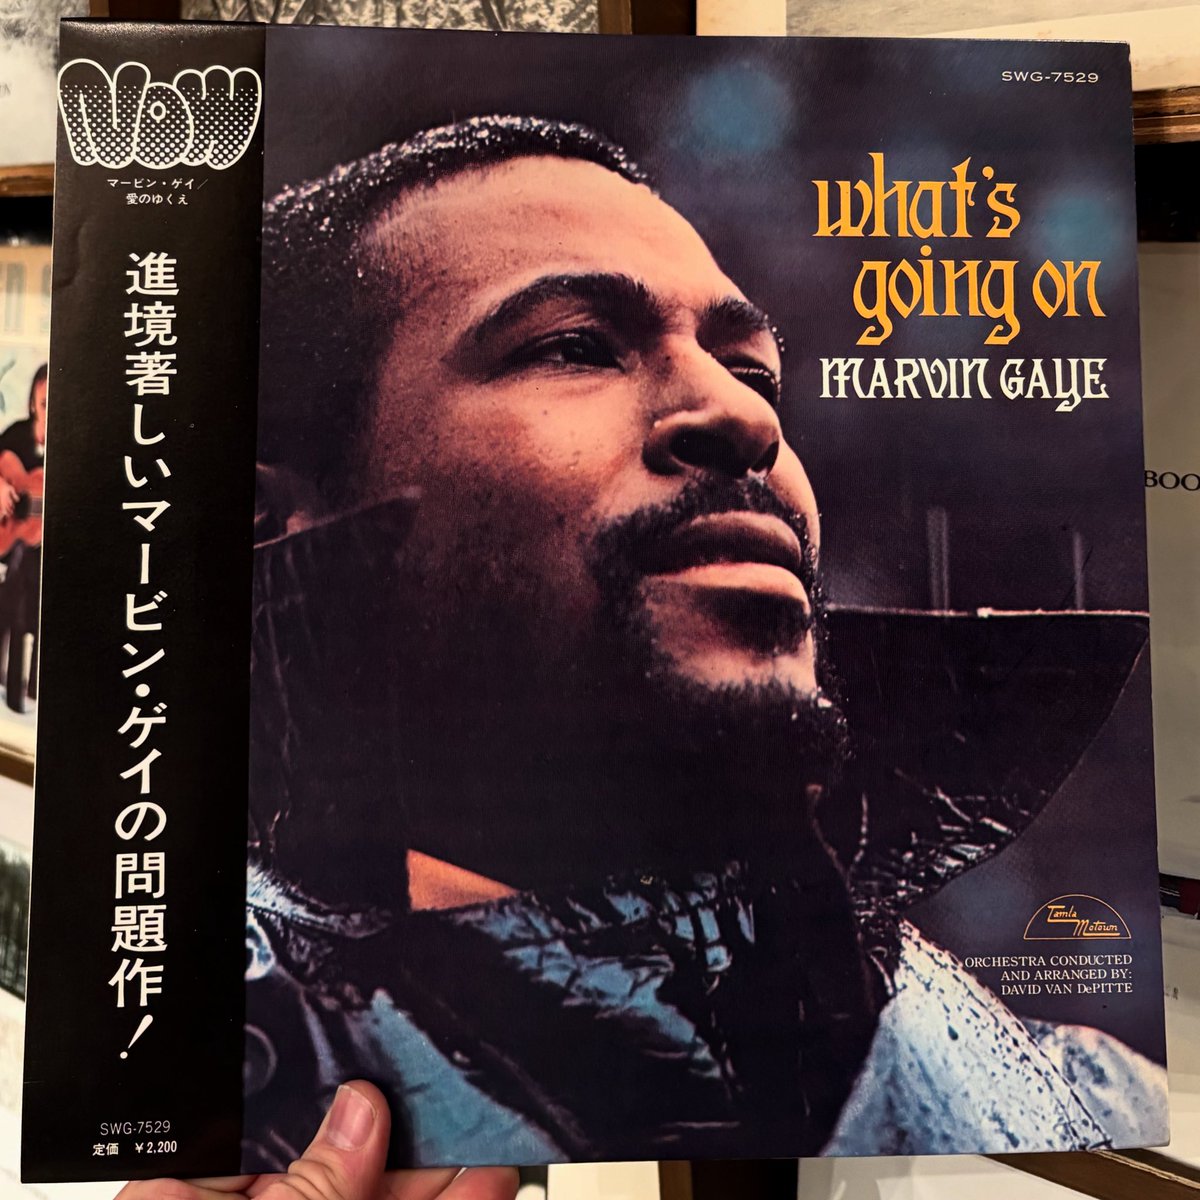 NOW
マービン・ゲイ/
愛のゆくえ
進境著しいマービン・ゲイの問題作!
SWG-7529
定価 ¥2,200
SWG-7529
what's
going on
MARVIN GAYE
Tamla
Motown
ORCHESTRA CONDUCTED
AND ARRANGED BY:
DAVID VAN DePITTE
BOO